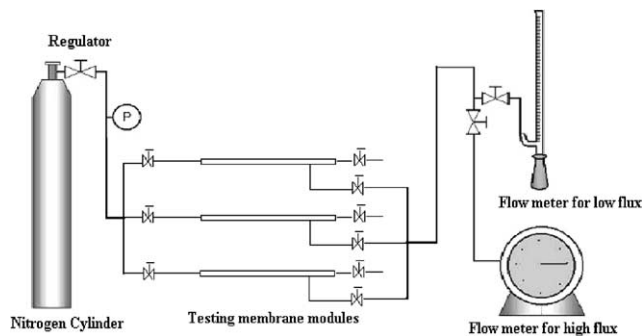 Regulator
P
Flow meter for low flux
Nitrogen Cylinder
Testing membrane modules
Flow meter for high flux